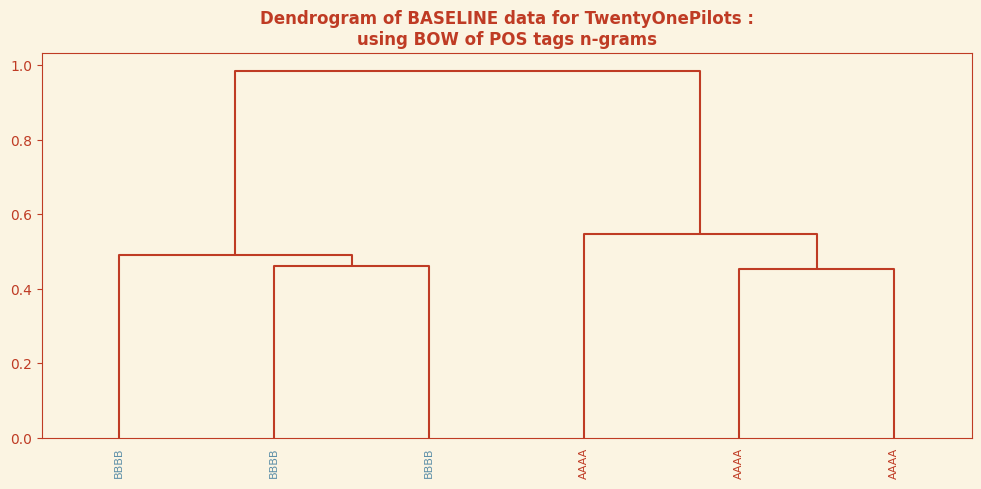 Dendrogram of BASELINE data for TwentyOnePilots :
using BOW of POS tags n-grams
1.0
0.8
0.6
0.4
0.2
0.0
BBBB
BBBB
BBBB
AAAA
AAAA
AAAA